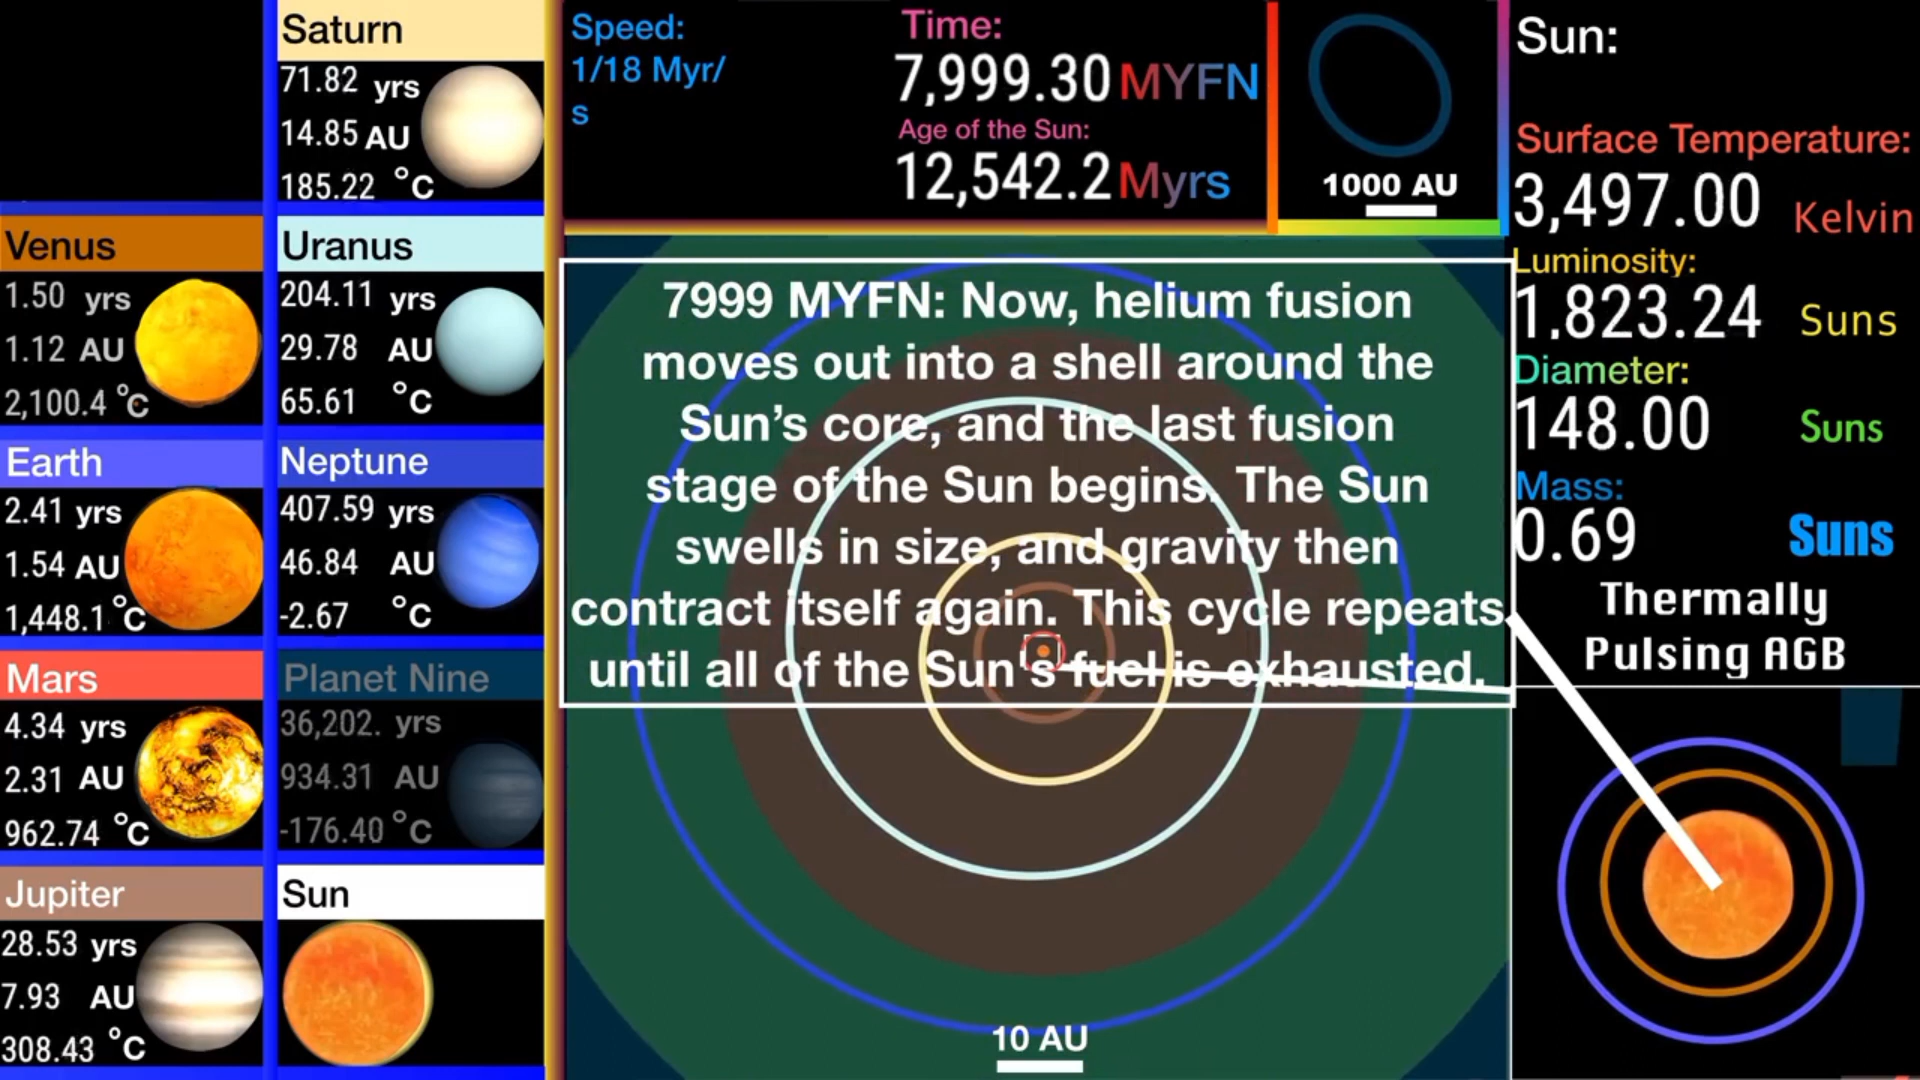 Saturn
71.82 yrs
14.85 AU
185.22 °C
Venus
1.50 yrs
1.12 AU
2,100.4 °C
Uranus
204.11 yrs
29.78 AU
65.61 °C
Earth
2.41 yrs
1.54 AU
1,448.1 °C
Neptune
407.59 yrs
46.84 AU
-2.67 °C
Mars
4.34 yrs
2.31 AU
962.74 °C
Planet Nine
36,202. yrs
934.31 AU
-176.40 °C
Jupiter
28.53 yrs
7.93 AU
308.43 °C
Sun
Speed:
1/18 Myr/
s
Time:
7,999.30 MYFN
Age of the Sun:
12,542.2 Myrs
1000 AU
7999 MYFN: Now, helium fusion
moves out into a shell around the
Sun’s core, and the last fusion
stage of the Sun begins. The Sun
swells in size, and gravity then
contract itself again. This cycle repeats
until all of the Sun's fuel is exhausted.
10 AU
Sun:
Surface Temperature:
3,497.00 Kelvin
Luminosity:
1,823.24 Suns
Diameter:
148.00 Suns
Mass:
0.69 Suns
Thermally
Pulsing AGB